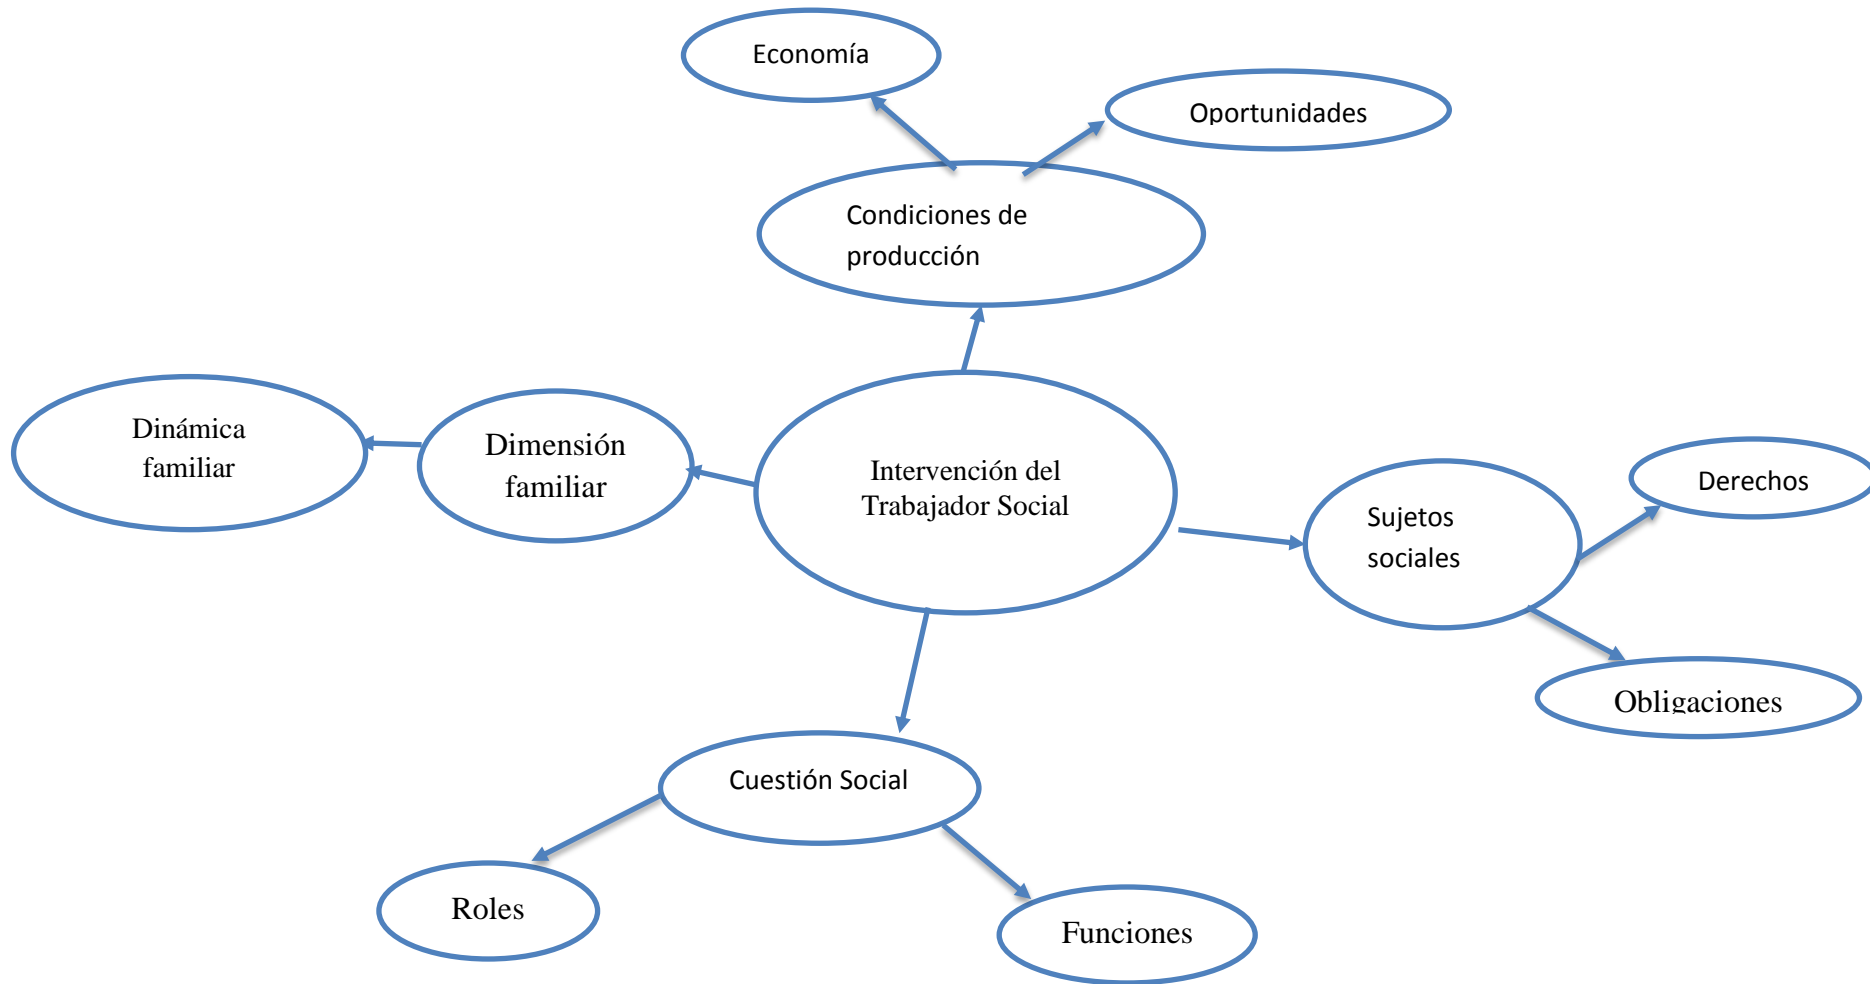 Economía
Oportunidades
Condiciones de
producción
Dinámica
familiar
Dimensión
familiar
Intervención del
Trabajador Social
Sujetos
sociales
Derechos
Obligaciones
Cuestión Social
Roles
Funciones